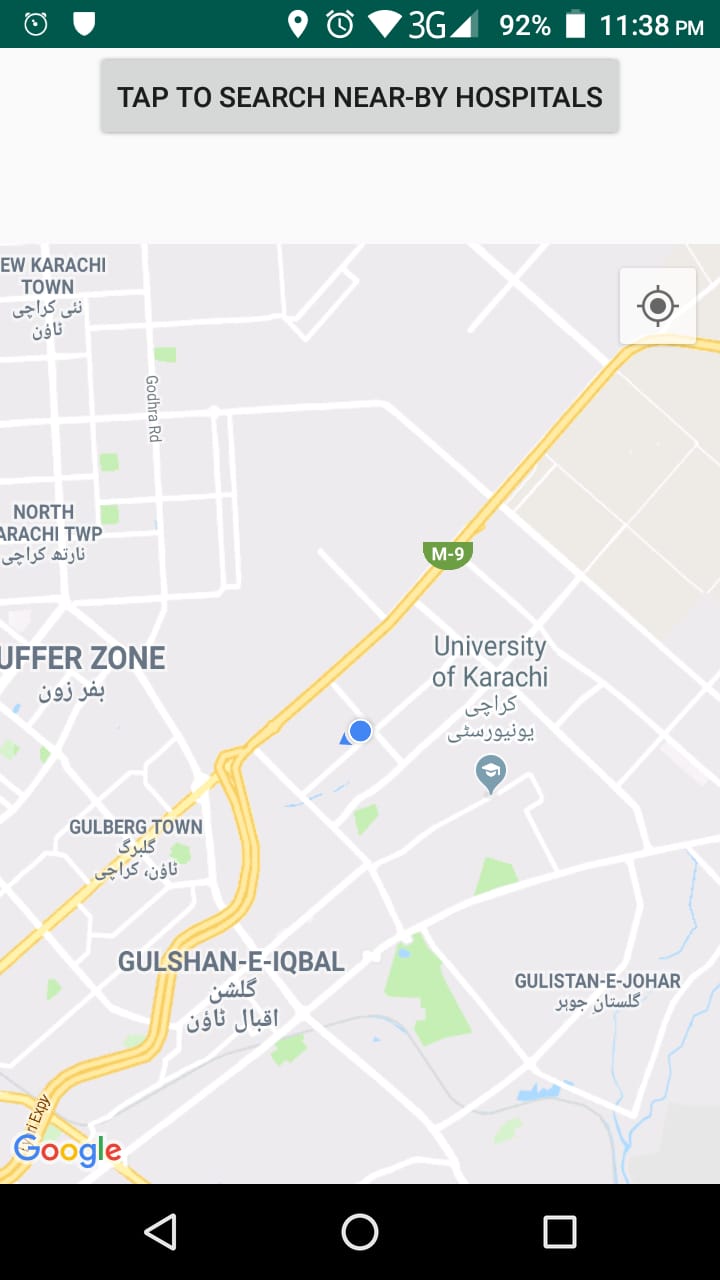 3G 92% 11:38 PM
TAP TO SEARCH NEAR-BY HOSPITALS
EW KARACHI
TOWN
نئی کراچی
ٹاؤن
Godhra Rd
NORTH
ARACHI TWP
نارتھ کراچی
M-9
UFFER ZONE
بفر زون
University
of Karachi
کراچی
یونیورسٹی
GULBERG TOWN
گلبرگ
ٹاؤن، کراچی
GULSHAN-E-IQBAL
گلشن
اقبال ٹاؤن
GULISTAN-E-JOHAR
گلستانِ جوہر
ri Expy
Google